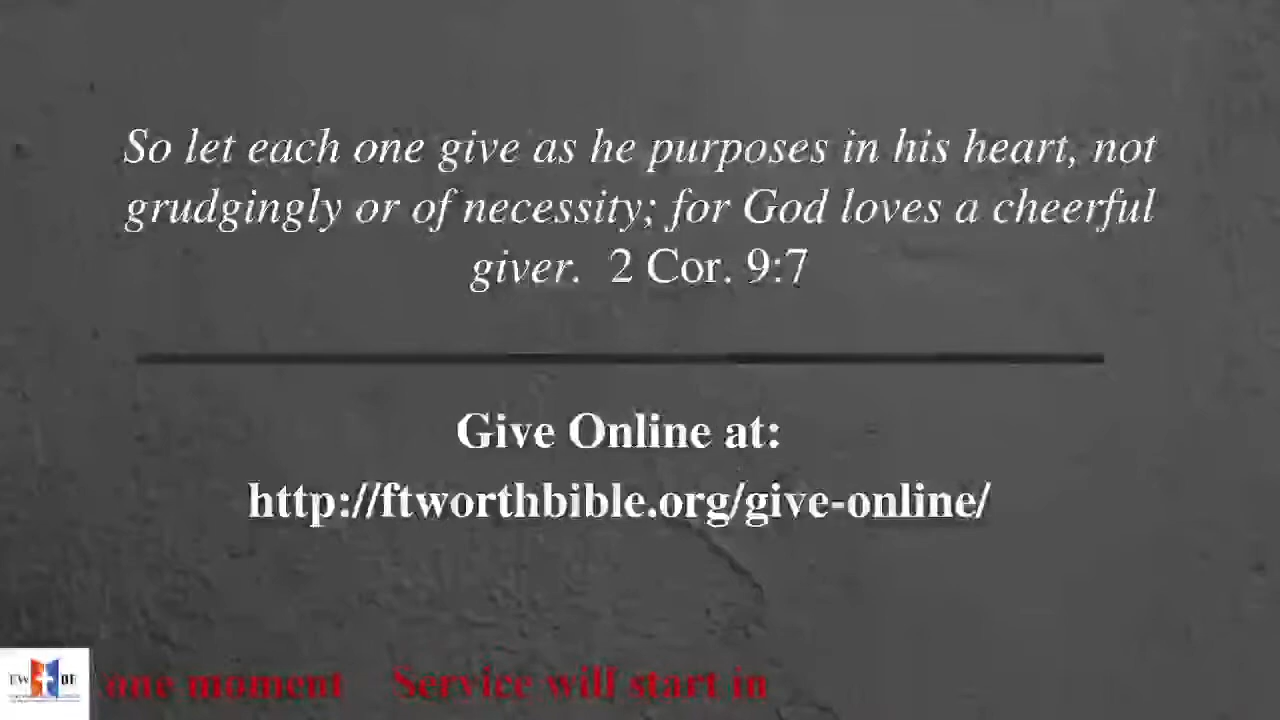 So let each one give as he purposes in his heart, not
grudgingly or of necessity; for God loves a cheerful
giver. 2 Cor. 9:7
Give Online at:
http://ftworthbible.org/give-online/
one moment Service will start in